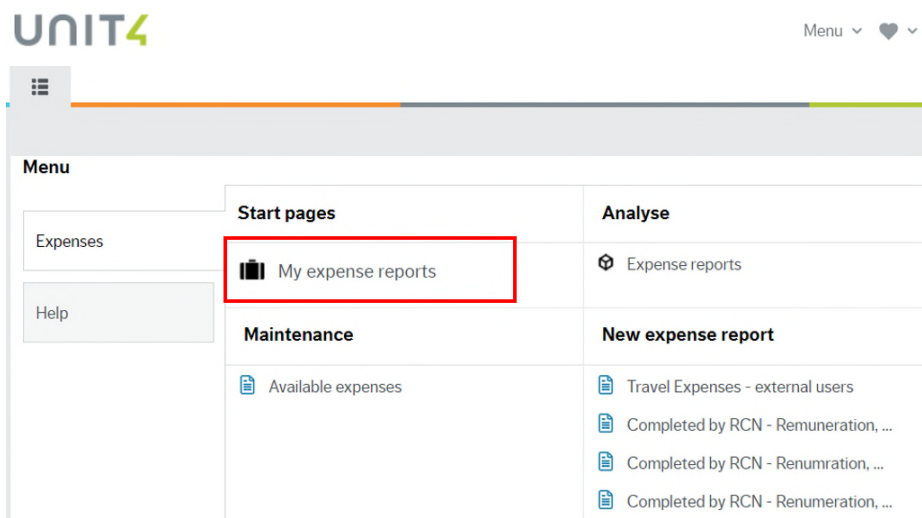 UNIT4
Menu
Menu
Expenses
Help
Start pages
My expense reports
Analyse
Expense reports
Maintenance
Available expenses
New expense report
Travel Expenses - external users
Completed by RCN - Remuneration, ...
Completed by RCN - Renumration, ...
Completed by RCN - Renumeration, ...